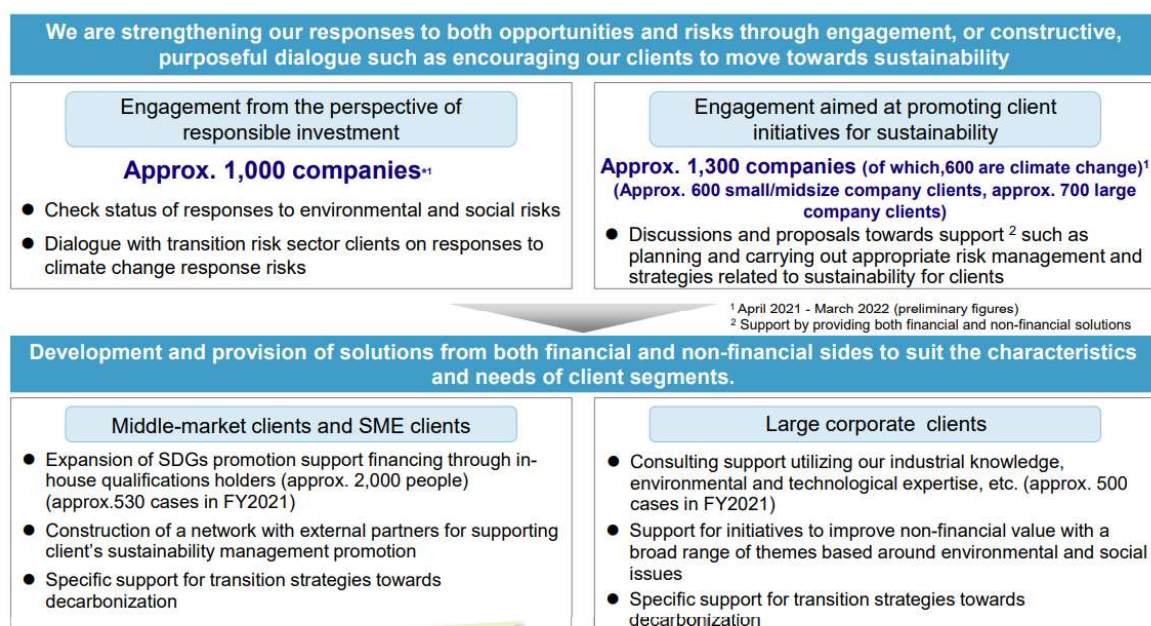 We are strengthening our responses to both opportunities and risks through engagement, or constructive,
purposeful dialogue such as encouraging our clients to move towards sustainability
Engagement from the perspective of
responsible investment
Approx. 1,000 companies*1
● Check status of responses to environmental and social risks
● Dialogue with transition risk sector clients on responses to
climate change response risks
Engagement aimed at promoting client
initiatives for sustainability
Approx. 1,300 companies (of which,600 are climate change)1
(Approx. 600 small/midsize company clients, approx. 700 large
company clients)
● Discussions and proposals towards support 2 such as
planning and carrying out appropriate risk management and
strategies related to sustainability for clients
1 April 2021 - March 2022 (preliminary figures)
2 Support by providing both financial and non-financial solutions
Development and provision of solutions from both financial and non-financial sides to suit the characteristics
and needs of client segments.
Middle-market clients and SME clients
● Expansion of SDGs promotion support financing through in-
house qualifications holders (approx. 2,000 people)
(approx.530 cases in FY2021)
● Construction of a network with external partners for supporting
client's sustainability management promotion
● Specific support for transition strategies towards
decarbonization
Large corporate clients
● Consulting support utilizing our industrial knowledge,
environmental and technological expertise, etc. (approx. 500
cases in FY2021)
● Support for initiatives to improve non-financial value with a
broad range of themes based around environmental and social
issues
● Specific support for transition strategies towards
decarbonization